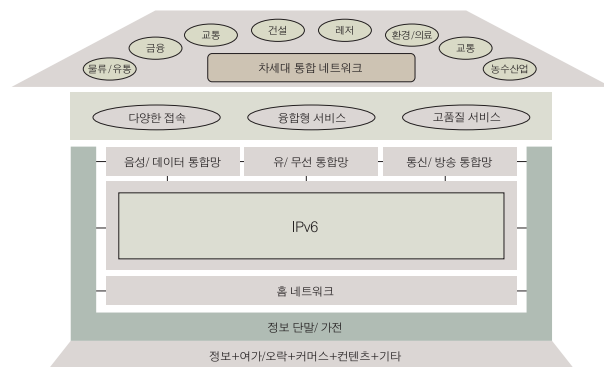 건설
레저
교통
환경/의료
금융
교통
물류/유통
차세대 통합 네트워크
농수산업
다양한 접속
융합형 서비스
고품질 서비스
음성/ 데이터 통합망
유/ 무선 통합망
통신/ 방송 통합망
IPv6
홈 네트워크
정보 단말/ 가전
정보+여가/오락+커머스+컨텐츠+기타